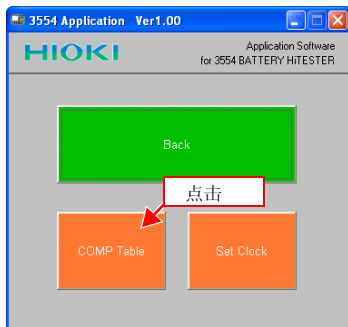 3554 Application Ver1.00
HIOKI
Application Software
for 3554 BATTERY HiTESTER
Back
点击
COMP Table
Set Clock